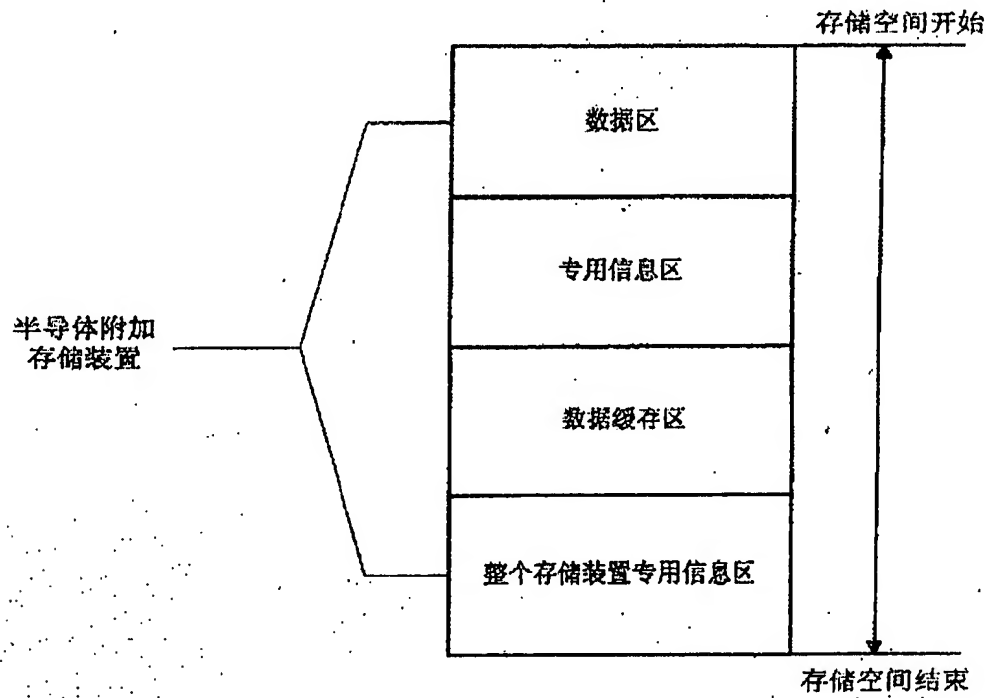 存储空间开始
数据区
专用信息区
半导体附加
存储装置
数据缓存区
整个存储装置专用信息区
存储空间结束